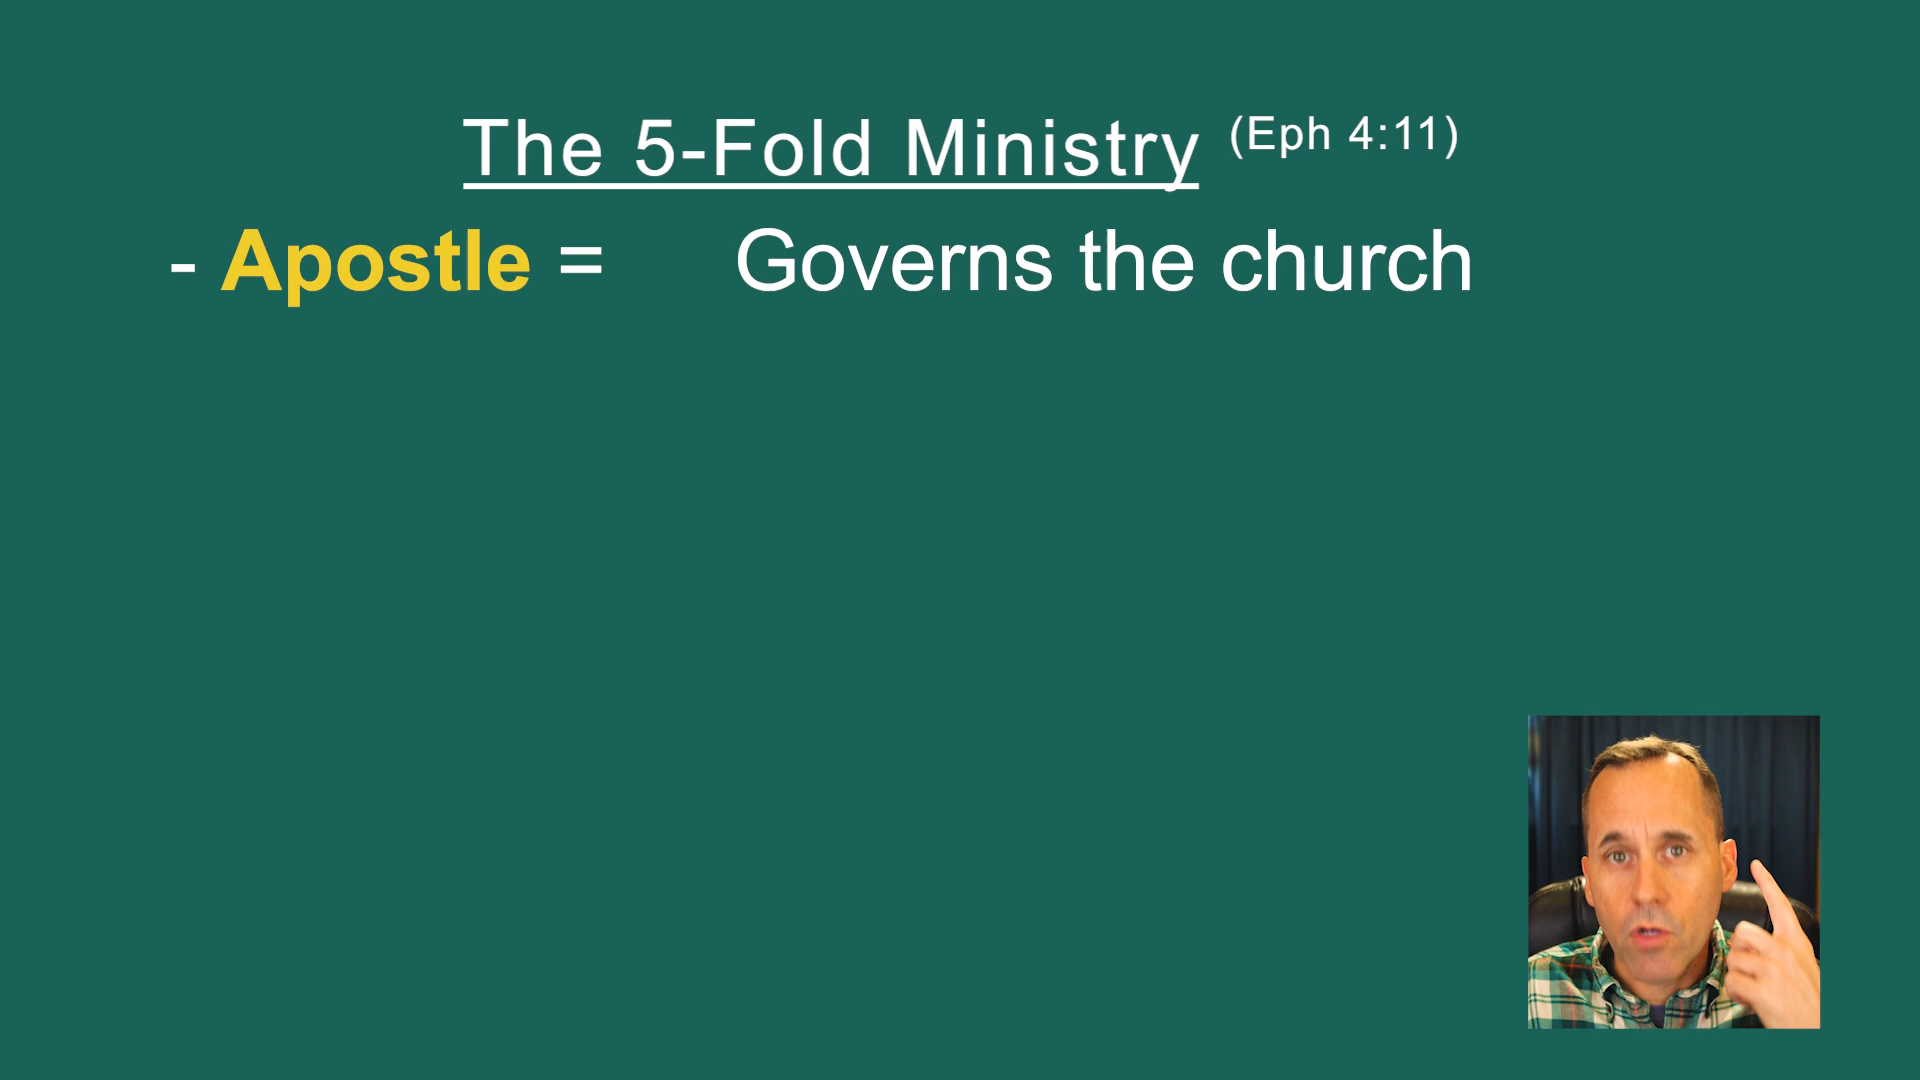 The 5-Fold Ministry (Eph 4:11)
- Apostle = Governs the church